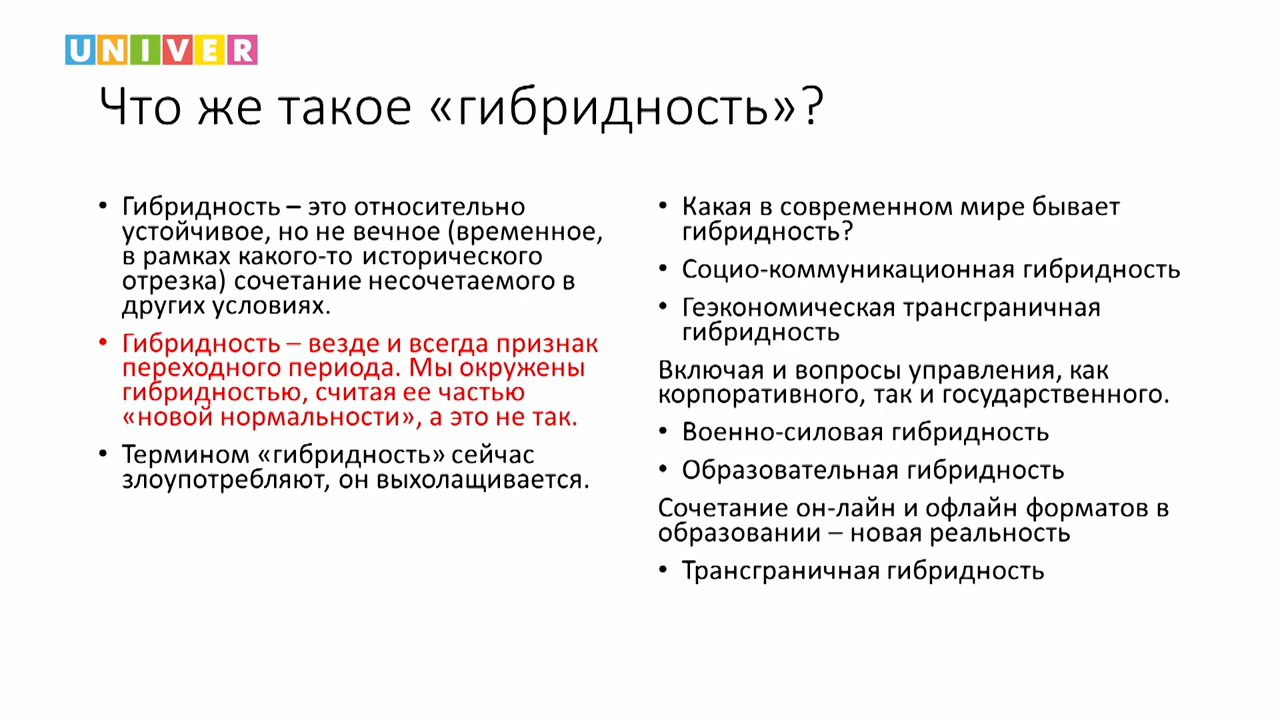 UNIVER
Что же такое «гибридность»?
• Гибридность – это относительно
устойчивое, но не вечное (временное,
в рамках какого-то исторического
отрезка) сочетание несочетаемого в
других условиях.
• Гибридность – везде и всегда признак
переходного периода. Мы окружены
гибридностью, считая ее частью
«новой нормальности», а это не так.
• Термином «гибридность» сейчас
злоупотребляют, он выхолащивается.
• Какая в современном мире бывает
гибридность?
• Социо-коммуникационная гибридность
• Геэкономическая трансграничная
гибридность
Включая и вопросы управления, как
корпоративного, так и государственного.
• Военно-силовая гибридность
• Образовательная гибридность
Сочетание он-лайн и офлайн форматов в
образовании – новая реальность
• Трансграничная гибридность